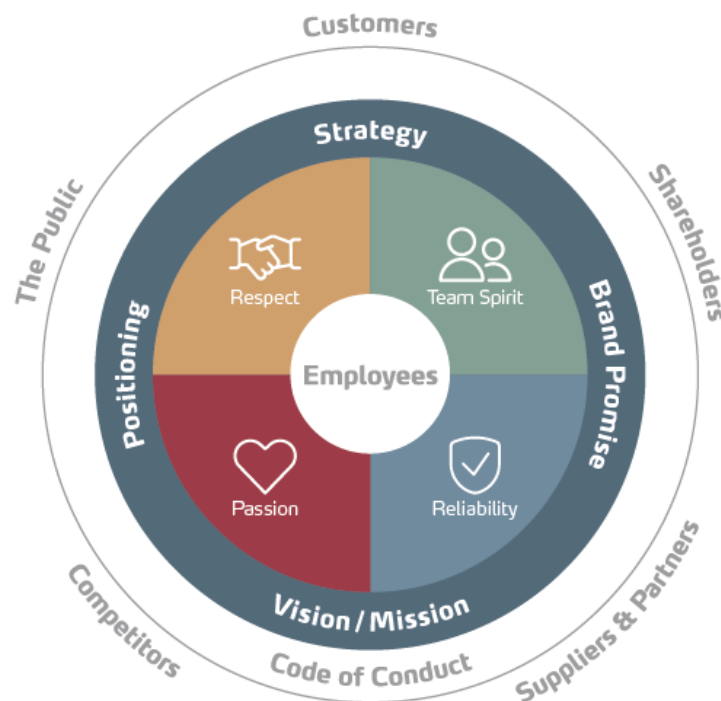 Customers
Strategy
The Public
Shareholders
Respect
Team Spirit
Positioning
Employees
Brand Promise
Passion
Reliability
Vision / Mission
Code of Conduct
Competitors
Suppliers & Partners